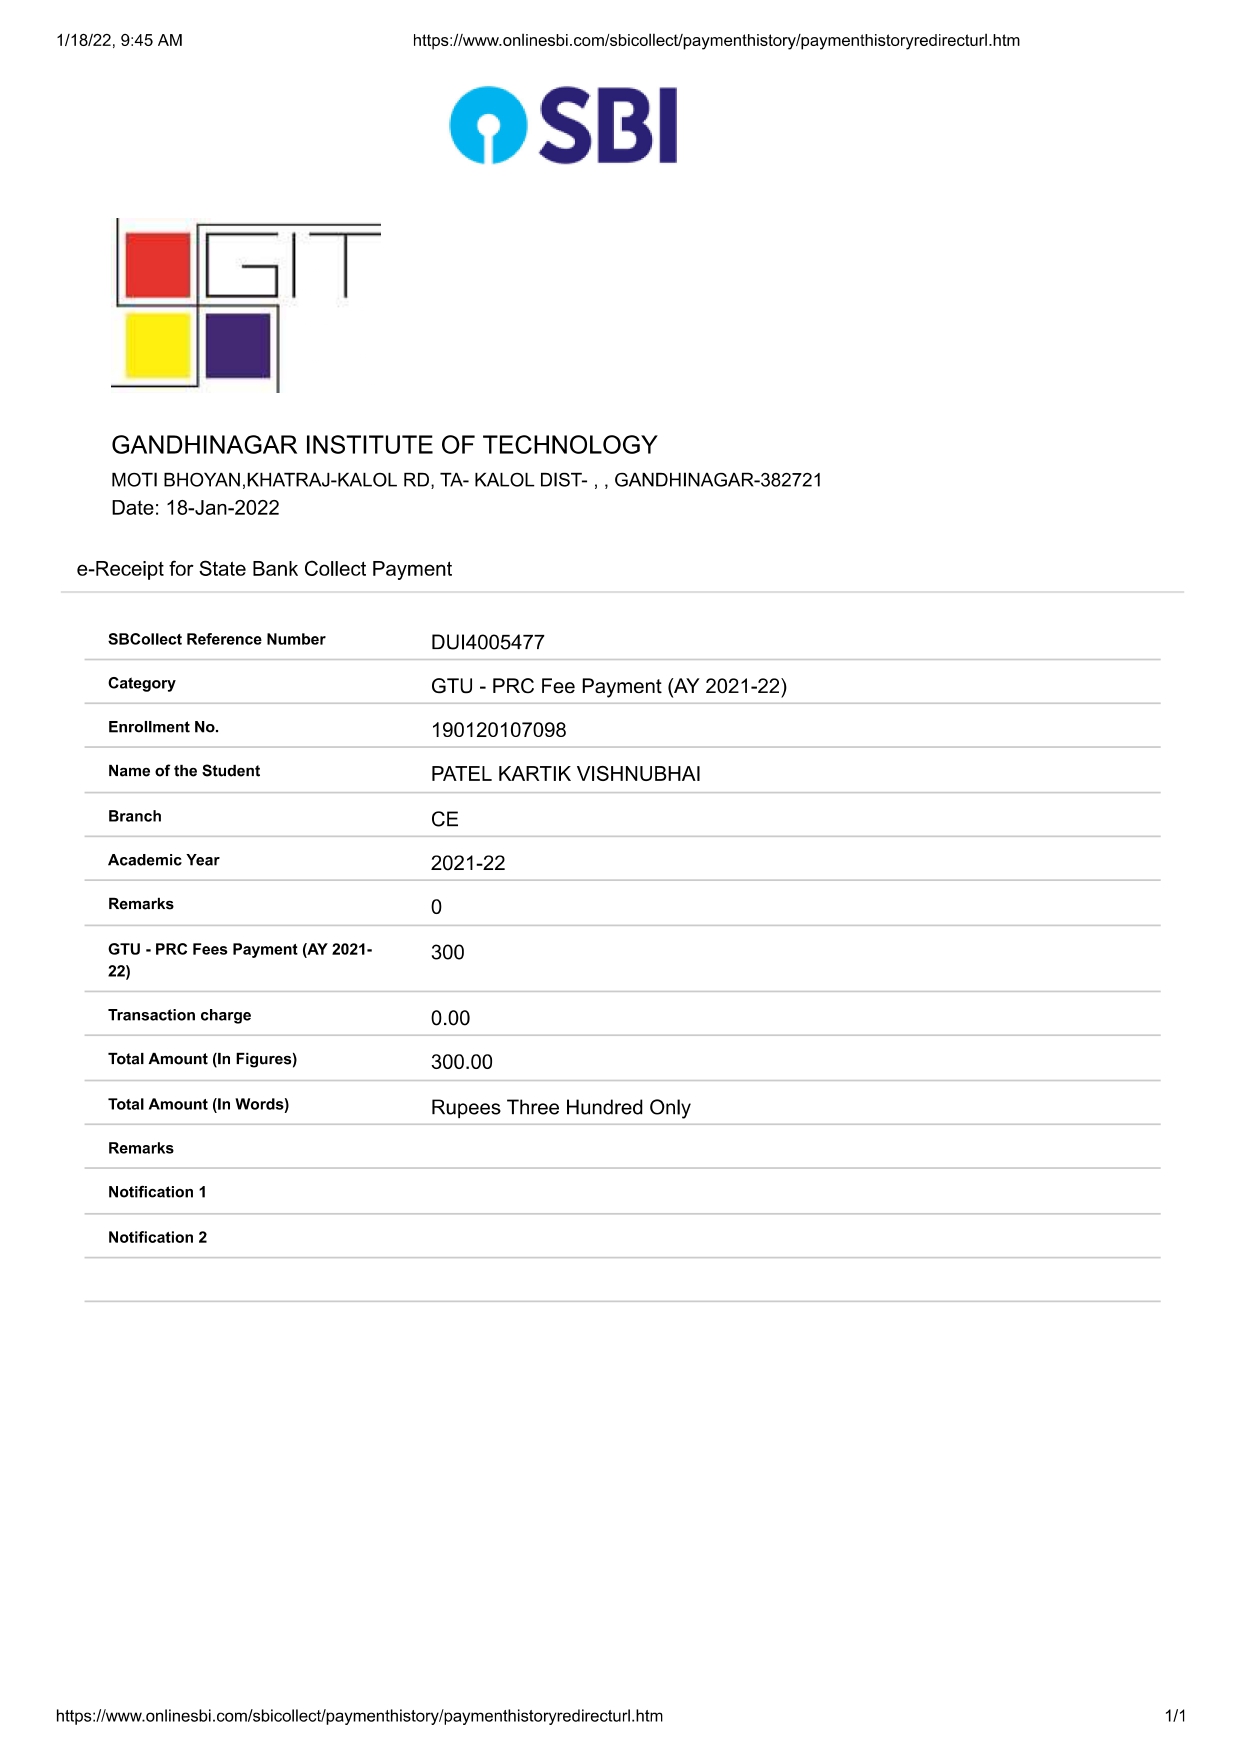 1/18/22, 9:45 AM https://www.onlinesbi.com/sbicollect/paymenthistory/paymenthistoryredirecturl.htm
SBI
GIT
GANDHINAGAR INSTITUTE OF TECHNOLOGY
MOTI BHOYAN,KHATRAJ-KALOL RD, TA- KALOL DIST- , , GANDHINAGAR-382721
Date: 18-Jan-2022
e-Receipt for State Bank Collect Payment
SBCollect Reference Number DUI4005477
Category GTU - PRC Fee Payment (AY 2021-22)
Enrollment No. 190120107098
Name of the Student PATEL KARTIK VISHNUBHAI
Branch CE
Academic Year 2021-22
Remarks 0
GTU - PRC Fees Payment (AY 2021- 300
22)
Transaction charge 0.00
Total Amount (In Figures) 300.00
Total Amount (In Words) Rupees Three Hundred Only
Remarks
Notification 1
Notification 2
https://www.onlinesbi.com/sbicollect/paymenthistory/paymenthistoryredirecturl.htm 1/1